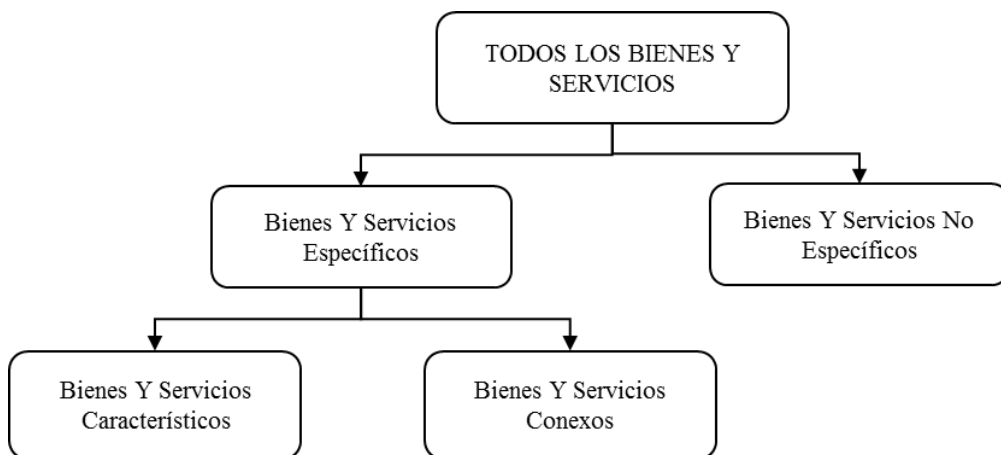 TODOS LOS BIENES Y
SERVICIOS
Bienes Y Servicios
Específicos
Bienes Y Servicios No
Específicos
Bienes Y Servicios
Característicos
Bienes Y Servicios
Conexos